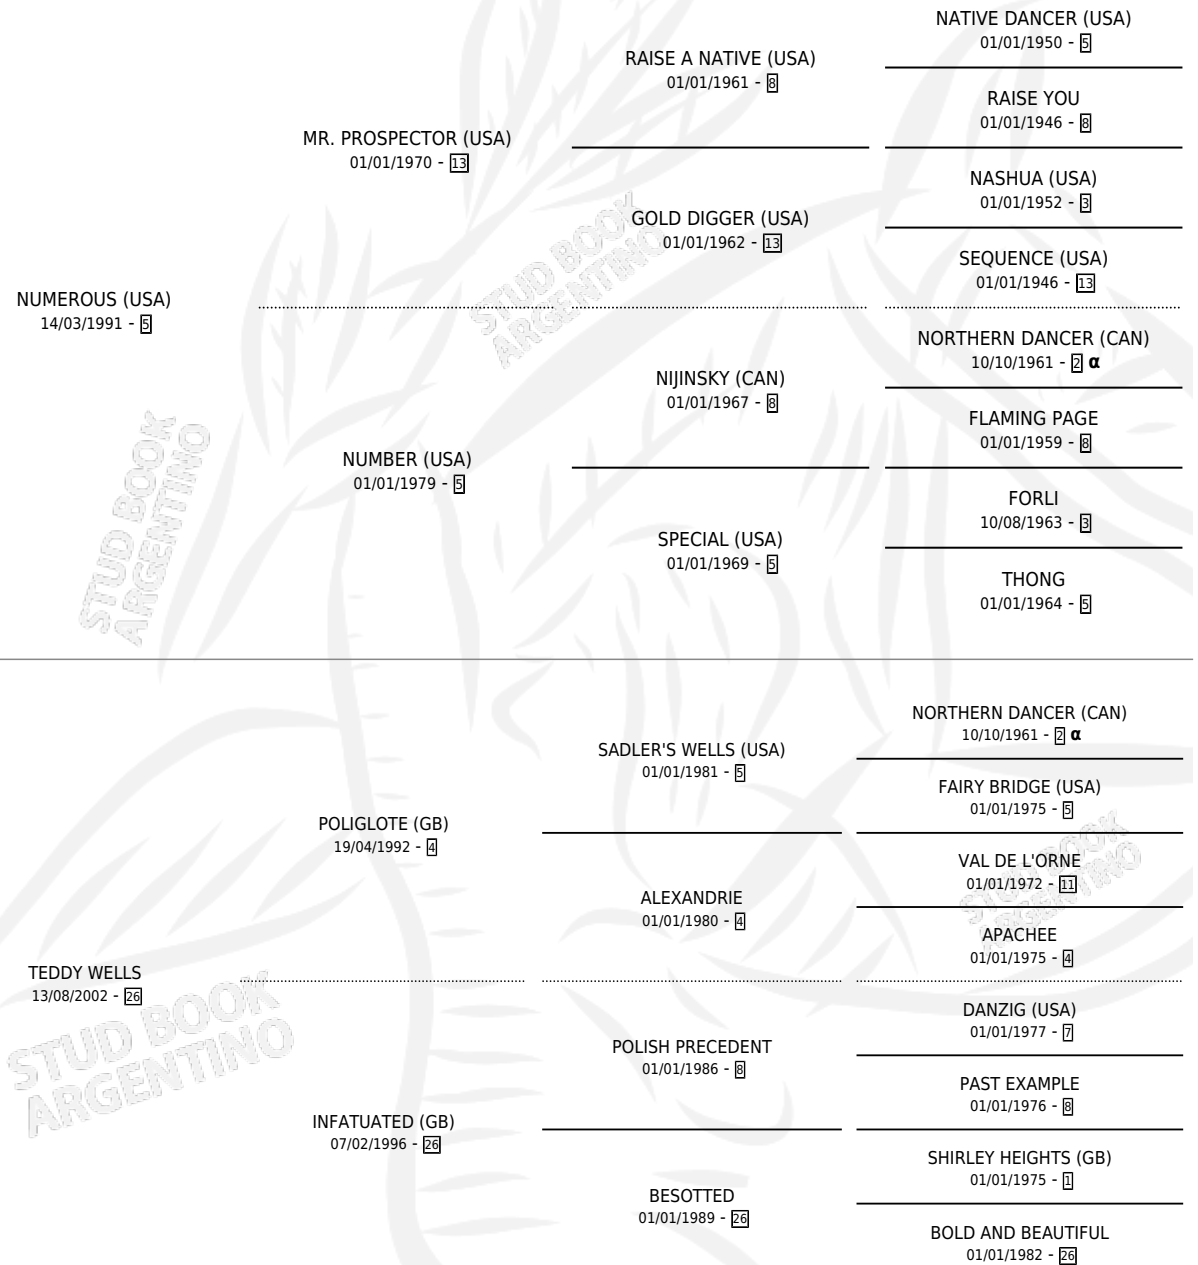 NATIVE DANCER (USA)
01/01/1950 - 5
RAISE A NATIVE (USA)
01/01/1961 - 8
RAISE YOU
01/01/1946 - 8
MR. PROSPECTOR (USA)
01/01/1970 - 13
NASHUA (USA)
01/01/1952 - 3
GOLD DIGGER (USA)
01/01/1962 - 13
SEQUENCE (USA)
01/01/1946 - 13
NUMEROUS (USA)
14/03/1991 - 5
NORTHERN DANCER (CAN)
10/10/1961 - 2 α
NIJINSKY (CAN)
01/01/1967 - 8
FLAMING PAGE
01/01/1959 - 8
NUMBER (USA)
01/01/1979 - 5
FORLI
10/08/1963 - 3
SPECIAL (USA)
01/01/1969 - 5
THONG
01/01/1964 - 5
NORTHERN DANCER (CAN)
10/10/1961 - 2 α
SADLER'S WELLS (USA)
01/01/1981 - 5
FAIRY BRIDGE (USA)
01/01/1975 - 5
POLIGLOTE (GB)
19/04/1992 - 4
VAL DE L'ORNE
01/01/1972 - 11
ALEXANDRIE
01/01/1980 - 4
APACHEE
01/01/1975 - 4
TEDDY WELLS
13/08/2002 - 26
DANZIG (USA)
01/01/1977 - 7
POLISH PRECEDENT
01/01/1986 - 8
PAST EXAMPLE
01/01/1976 - 8
INFATUATED (GB)
07/02/1996 - 26
SHIRLEY HEIGHTS (GB)
01/01/1975 - 1
BESOTTED
01/01/1989 - 26
BOLD AND BEAUTIFUL
01/01/1982 - 26
STUD BOOK
ARGENTINO
STUD BOOK
ARGENTINO
STUD BOOK
ARGENTINO
STUD BOOK
ARGENTINO